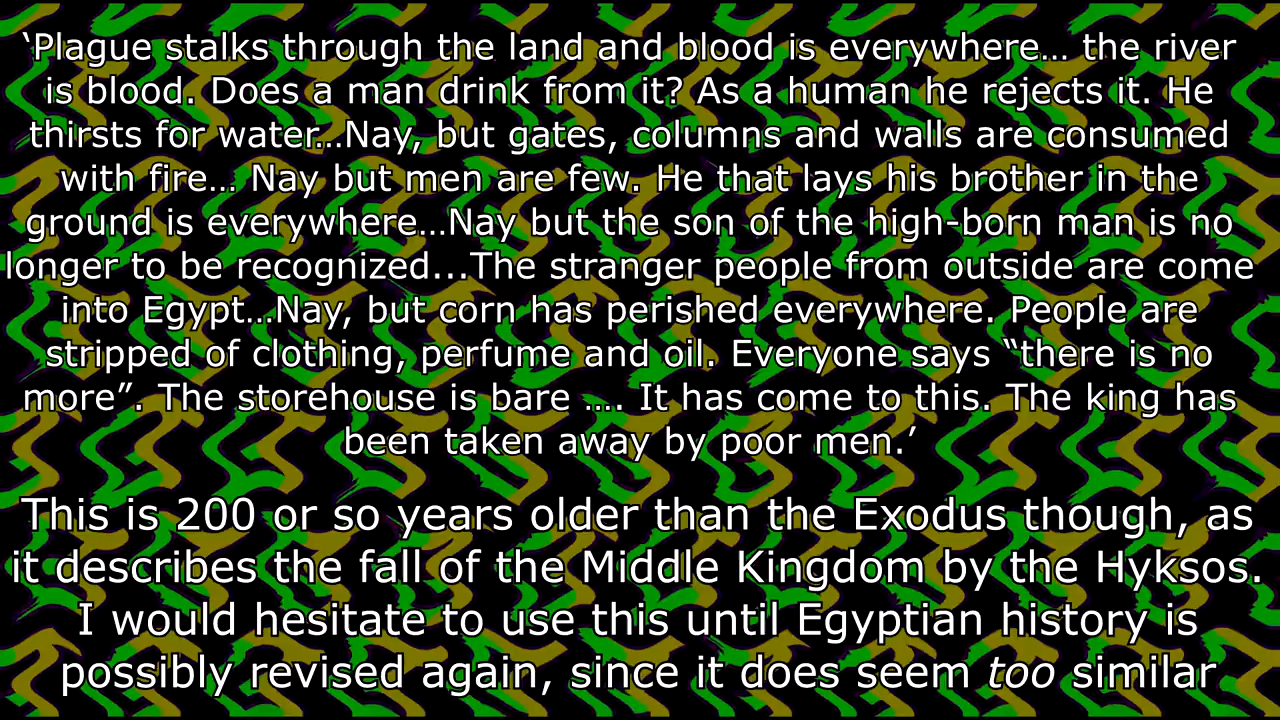 ‘Plague stalks through the land and blood is everywhere… the river
is blood. Does a man drink from it? As a human he rejects it. He
thirsts for water…Nay, but gates, columns and walls are consumed
with fire… Nay but men are few. He that lays his brother in the
ground is everywhere…Nay but the son of the high-born man is no
longer to be recognized...The stranger people from outside are come
into Egypt…Nay, but corn has perished everywhere. People are
stripped of clothing, perfume and oil. Everyone says “there is no
more”. The storehouse is bare …. It has come to this. The king has
been taken away by poor men.’
This is 200 or so years older than the Exodus though, as
it describes the fall of the Middle Kingdom by the Hyksos.
I would hesitate to use this until Egyptian history is
possibly revised again, since it does seem too similar